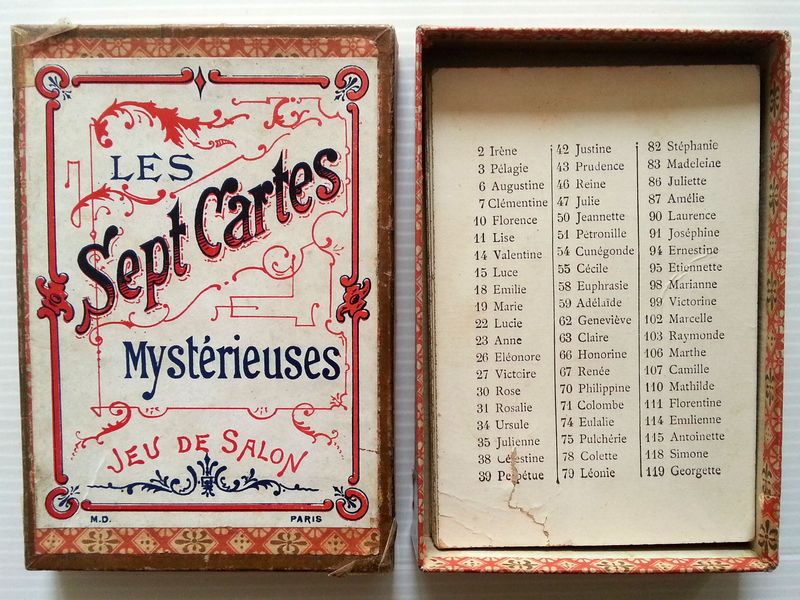 LES
Sept Cartes
Mystérieuses
JEU DE SALON
M.D. PARIS
2 Irène
3 Pélagie
6 Augustine
7 Clémentine
10 Florence
11 Lise
14 Valentine
15 Luce
18 Emilie
19 Marie
22 Lucie
23 Anne
26 Eléonore
27 Victoire
30 Rose
31 Rosalie
34 Ursule
35 Julienne
38 Célestine
39 Perpétue
42 Justine
43 Prudence
46 Reine
47 Julie
50 Jeannette
51 Pétronille
54 Cunégonde
55 Cécile
58 Euphrasie
59 Adélaïde
62 Geneviève
63 Claire
66 Honorine
67 Renée
70 Philippine
71 Colombe
74 Eulalie
75 Pulchérie
78 Colette
79 Léonie
82 Stéphanie
83 Madeleine
86 Juliette
87 Amélie
90 Laurence
91 Joséphine
94 Ernestine
95 Etiennette
98 Marianne
99 Victorine
102 Marcelle
103 Raymonde
106 Marthe
107 Camille
110 Mathilde
111 Florentine
114 Emilienne
115 Antoinette
118 Simone
119 Georgette